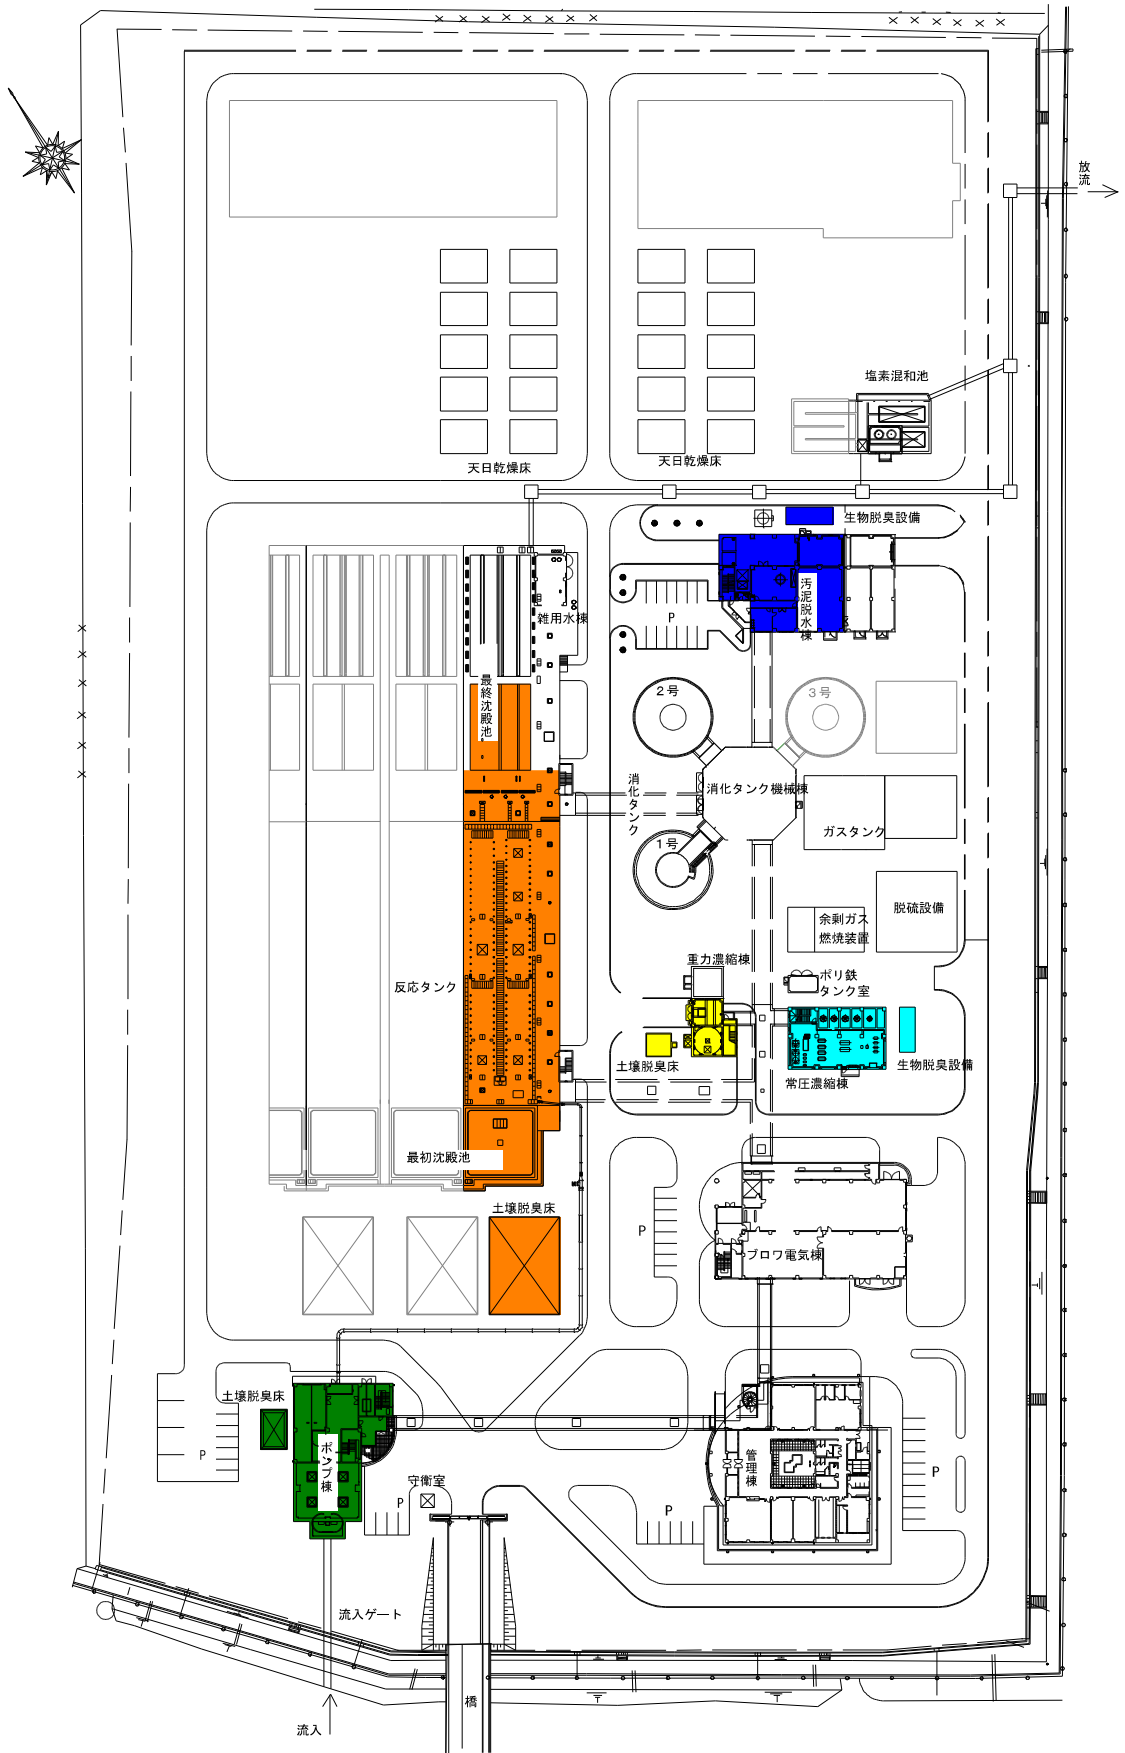 放流
塩素混和池
天日乾燥床
天日乾燥床
生物脱臭設備
汚泥脱水棟
P
雑用水棟
最終沈殿池
2号
3号
消化タンク
消化タンク機械棟
ガスタンク
1号
脱硫設備
余剰ガス
燃焼装置
重力濃縮棟
ポリ鉄
タンク室
反応タンク
土壌脱臭床
生物脱臭設備
常圧濃縮棟
最初沈殿池
土壌脱臭床
P
ブロワ電気棟
土壌脱臭床
P
ポンプ棟
管理棟
P
守衛室
P
P
流入ゲート
橋
流入